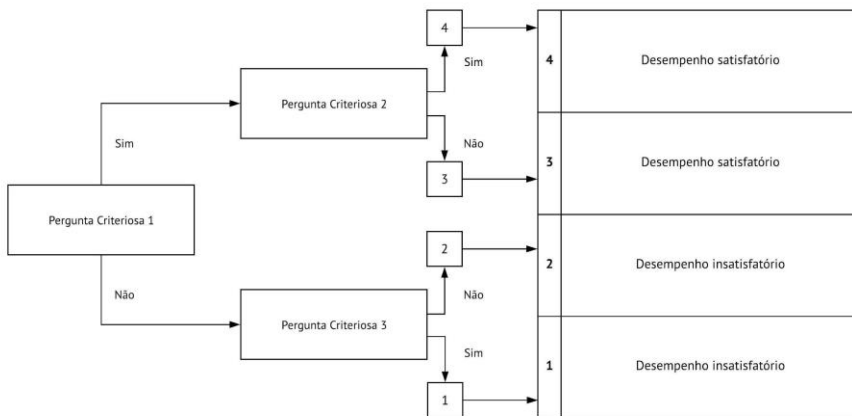 4
Sim
4
Desempenho satisfatório
Pergunta Criteriosa 2
Sim
Não
3
3
Desempenho satisfatório
Pergunta Criteriosa 1
Não
2
2
Desempenho insatisfatório
Pergunta Criteriosa 3
Não
Sim
1
1
Desempenho insatisfatório